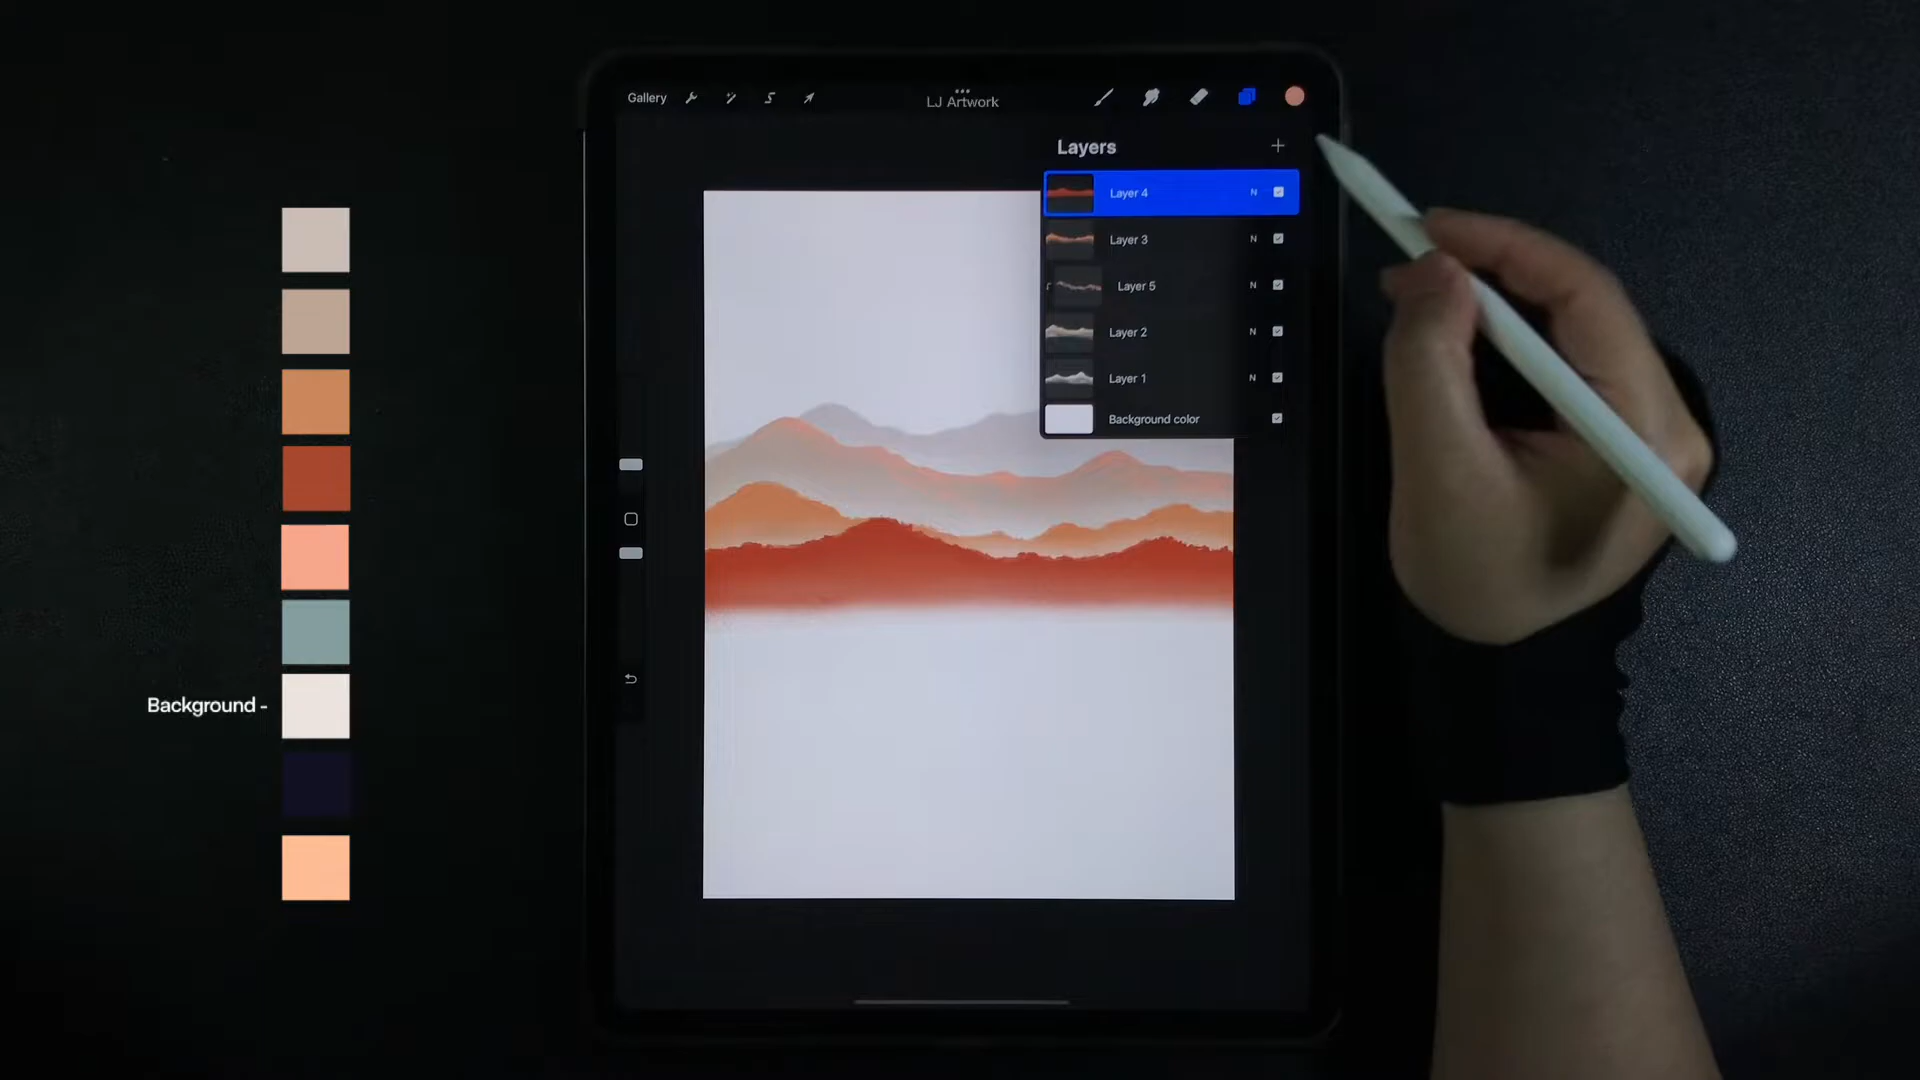 Gallery
LJ Artwork
Layers
Layer 4 N
Layer 3 N
Layer 5 N
Layer 2 N
Layer 1 N
Background color
Background -